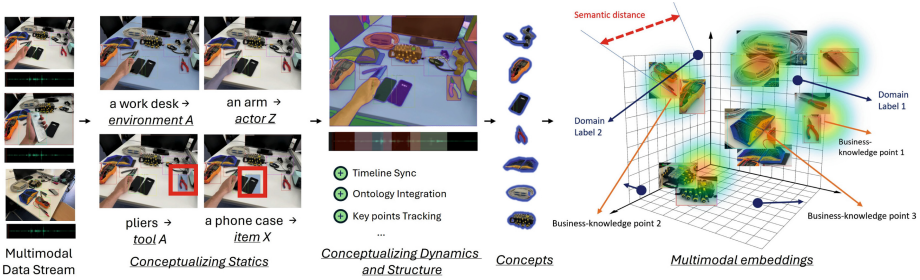 Semantic distance
a work desk →
environment A
an arm →
actor Z
pliers →
tool A
a phone case →
item X
Timeline Sync
Ontology Integration
Key points Tracking
...
Domain
Label 1
Domain
Label 2
Business-
knowledge point 1
Business-knowledge point 2
Business-knowledge point 3
Multimodal
Data Stream
Conceptualizing Statics
Conceptualizing Dynamics
and Structure
Concepts
Multimodal embeddings